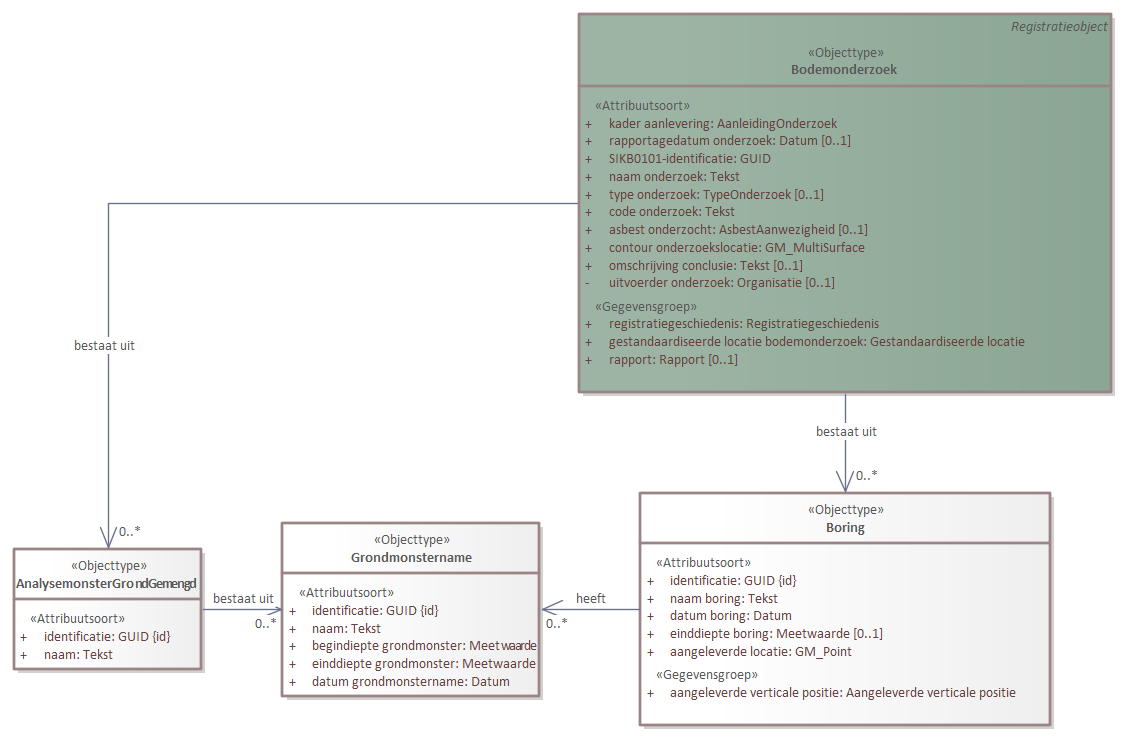 Registratieobject
«Objecttype»
Bodemonderzoek
«Attribuutsoort»
+ kader aanlevering: AanleidingOnderzoek
+ rapportagedatum onderzoek: Datum [0..1]
+ SIKB0101-identificatie: GUID
+ naam onderzoek: Tekst
+ type onderzoek: TypeOnderzoek [0..1]
+ code onderzoek: Tekst
+ asbest onderzocht: AsbestAanwezigheid [0..1]
+ contour onderzoekslocatie: GM_MultiSurface
+ omschrijving conclusie: Tekst [0..1]
- uitvoerder onderzoek: Organisatie [0..1]
«Gegevensgroep»
+ registratiegeschiedenis: Registratiegeschiedenis
+ gestandaardiseerde locatie bodemonderzoek: Gestandaardiseerde locatie
+ rapport: Rapport [0..1]
bestaat uit
0..*
bestaat uit
0..*
«Objecttype»
AnalysemonsterGrondGemengd
«Attribuutsoort»
+ identificatie: GUID {id}
+ naam: Tekst
bestaat uit
0..*
«Objecttype»
Grondmonstername
«Attribuutsoort»
+ identificatie: GUID {id}
+ naam: Tekst
+ begindiepte grondmonster: Meetwaarde
+ einddiepte grondmonster: Meetwaarde
+ datum grondmonstername: Datum
heeft
0..*
«Objecttype»
Boring
«Attribuutsoort»
+ identificatie: GUID {id}
+ naam boring: Tekst
+ datum boring: Datum
+ einddiepte boring: Meetwaarde [0..1]
+ aangeleverde locatie: GM_Point
«Gegevensgroep»
+ aangeleverde verticale positie: Aangeleverde verticale positie